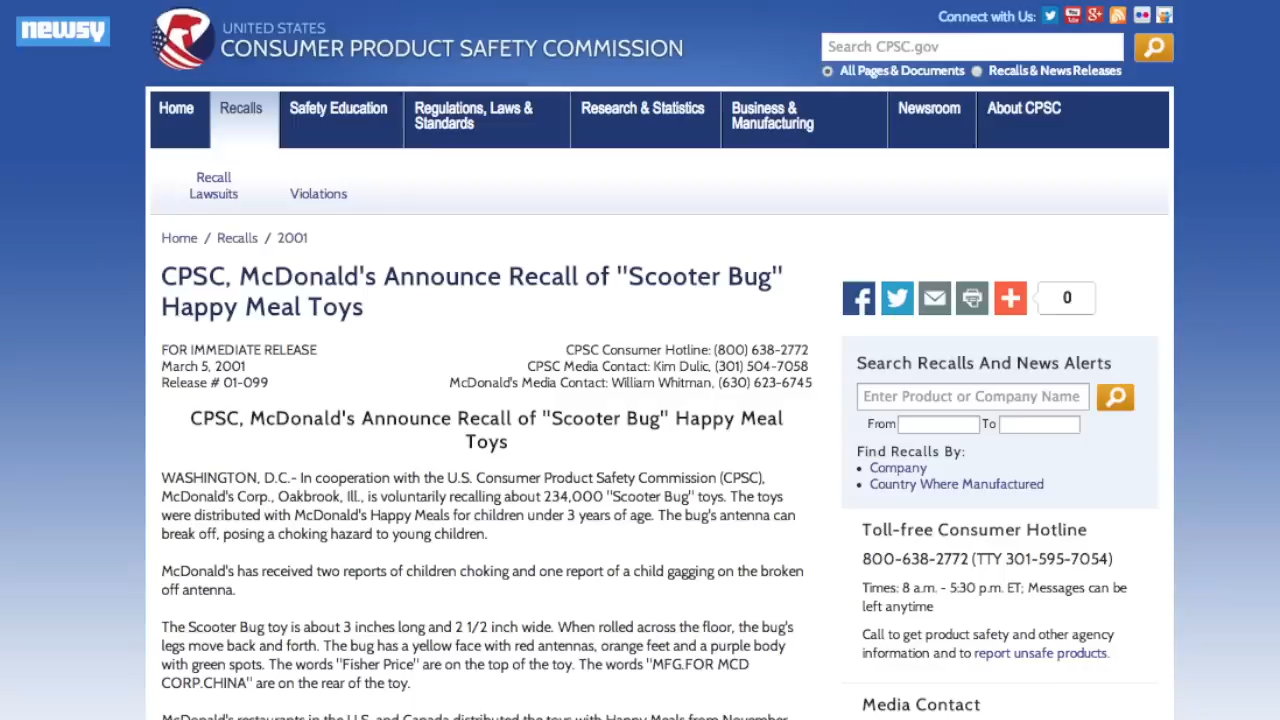 newsy
UNITED STATES
CONSUMER PRODUCT SAFETY COMMISSION
Connect with Us:
Search CPSC.gov
All Pages & Documents
Recalls & News Releases
Home
Recalls
Safety Education
Regulations, Laws &
Standards
Research & Statistics
Business &
Manufacturing
Newsroom
About CPSC
Recall
Lawsuits
Violations
Home / Recalls / 2001
CPSC, McDonald's Announce Recall of "Scooter Bug"
Happy Meal Toys
FOR IMMEDIATE RELEASE
March 5, 2001
Release # 01-099
CPSC Consumer Hotline: (800) 638-2772
CPSC Media Contact: Kim Dulic, (301) 504-7058
McDonald's Media Contact: William Whitman, (630) 623-6745
CPSC, McDonald's Announce Recall of "Scooter Bug" Happy Meal
Toys
WASHINGTON, D.C.- In cooperation with the U.S. Consumer Product Safety Commission (CPSC),
McDonald's Corp., Oakbrook, Ill., is voluntarily recalling about 234,000 "Scooter Bug" toys. The toys
were distributed with McDonald's Happy Meals for children under 3 years of age. The bug's antenna can
break off, posing a choking hazard to young children.
McDonald's has received two reports of children choking and one report of a child gagging on the broken
off antenna.
The Scooter Bug toy is about 3 inches long and 2 1/2 inch wide. When rolled across the floor, the bug's
legs move back and forth. The bug has a yellow face with red antennas, orange feet and a purple body
with green spots. The words "Fisher Price" are on the top of the toy. The words "MFG.FOR MCD
CORP.CHINA" are on the rear of the toy.
McDonald's restaurants in the U.S. and Canada distributed the toys with Happy Meals from November
0
Search Recalls And News Alerts
Enter Product or Company Name
From
To
Find Recalls By:
Company
Country Where Manufactured
Toll-free Consumer Hotline
800-638-2772 (TTY 301-595-7054)
Times: 8 a.m. - 5:30 p.m. ET; Messages can be
left anytime
Call to get product safety and other agency
information and to report unsafe products.
Media Contact